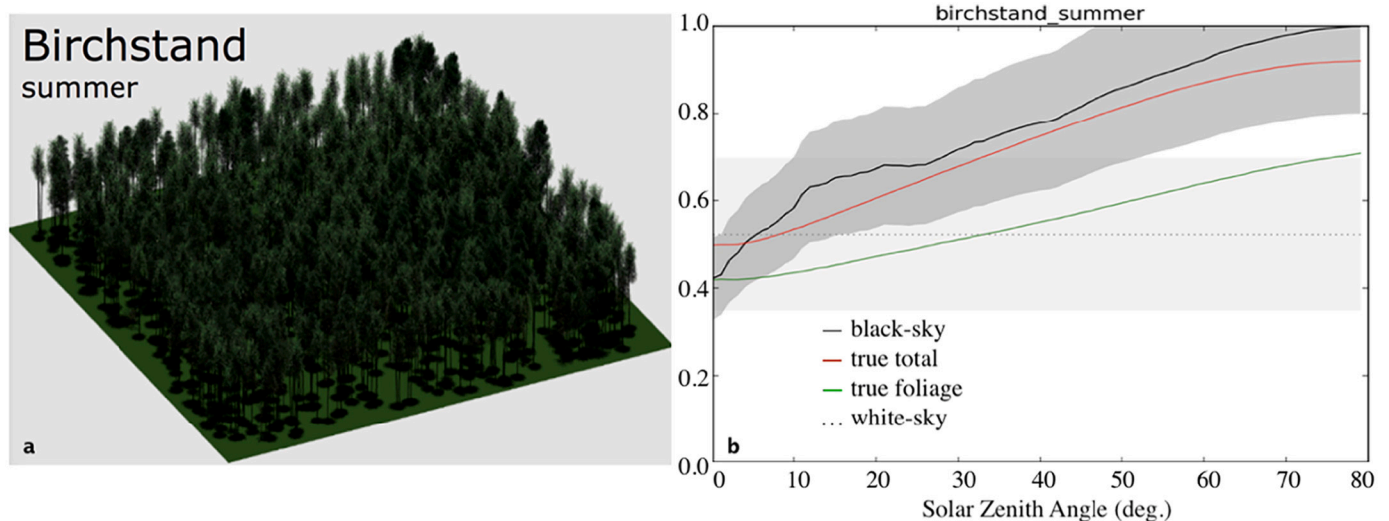 Birchstand
summer
a
birchstand_summer
1.0
0.8
0.6
0.4
0.2
0.0
black-sky
true total
true foliage
white-sky
b
0 10 20 30 40 50 60 70 80
Solar Zenith Angle (deg.)